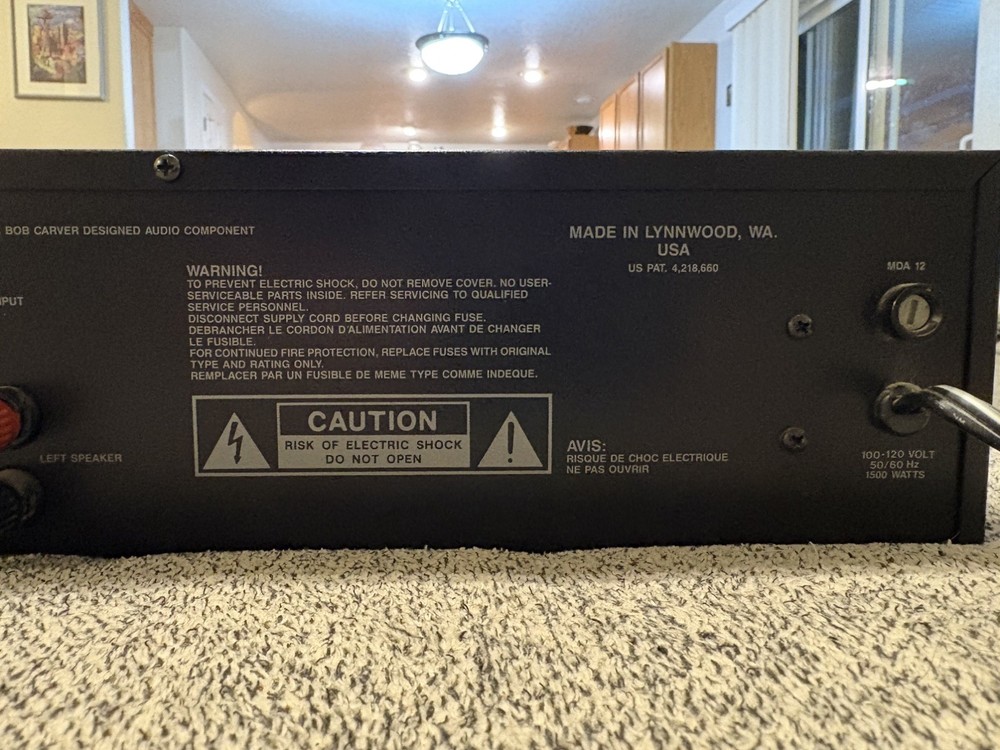 BOB CARVER DESIGNED AUDIO COMPONENT
MADE IN LYNNWOOD, WA.
USA
US PAT. 4,218,660
MDA 12
WARNING!
TO PREVENT ELECTRIC SHOCK, DO NOT REMOVE COVER. NO USER-
SERVICEABLE PARTS INSIDE. REFER SERVICING TO QUALIFIED
SERVICE PERSONNEL.
DISCONNECT SUPPLY CORD BEFORE CHANGING FUSE.
DEBRANCHER LE CORDON D'ALIMENTATION AVANT DE CHANGER
LE FUSIBLE.
FOR CONTINUED FIRE PROTECTION, REPLACE FUSES WITH ORIGINAL
TYPE AND RATING ONLY.
REMPLACER PAR UN FUSIBLE DE MEME TYPE COMME INDEQUE.
PUT
CAUTION
RISK OF ELECTRIC SHOCK
DO NOT OPEN
LEFT SPEAKER
AVIS:
RISQUE DE CHOC ELECTRIQUE
NE PAS OUVRIR
100-120 VOLT
50/60 Hz
1500 WATTS